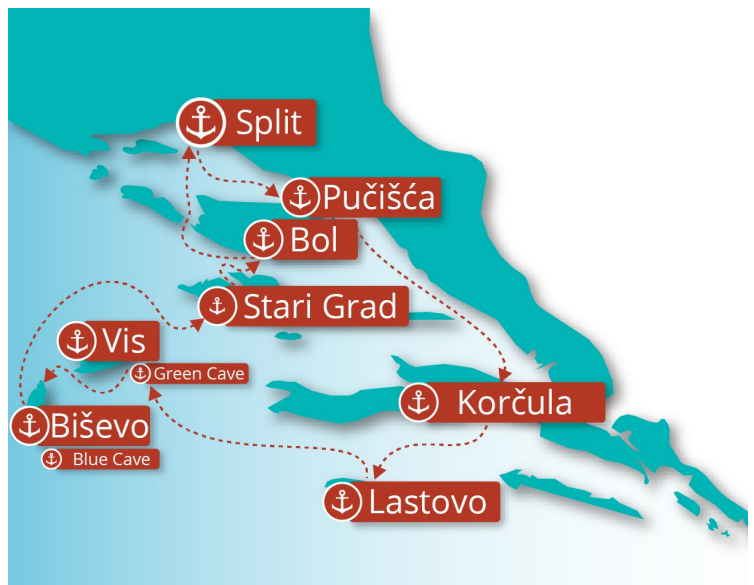 Split
Pučišća
Bol
Stari Grad
Vis
Green Cave
Korčula
Biševo
Blue Cave
Lastovo